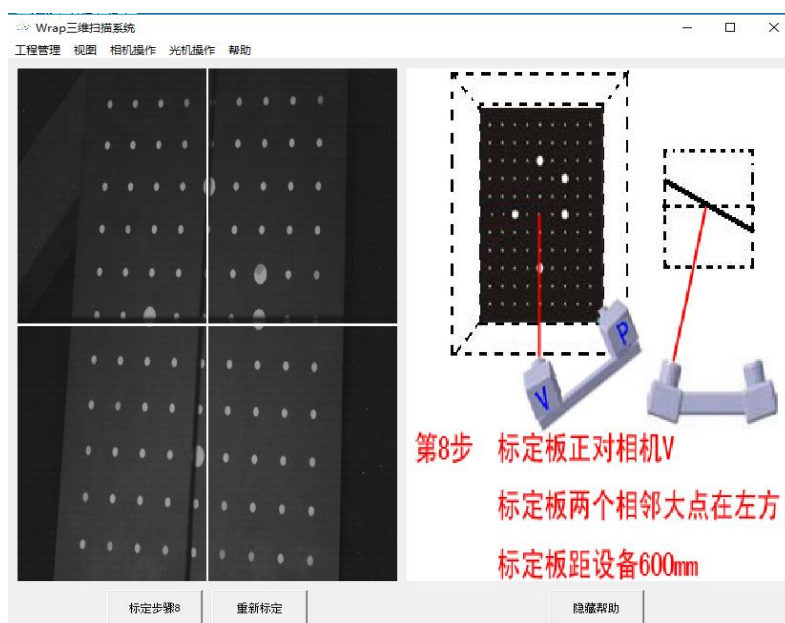 Wrap三维扫描系统
工程管理 视图 相机操作 光机操作 帮助
P
V
第8步 标定板正对相机V
标定板两个相邻大点在左方
标定板距设备600mm
标定步骤8 重新标定 隐藏帮助